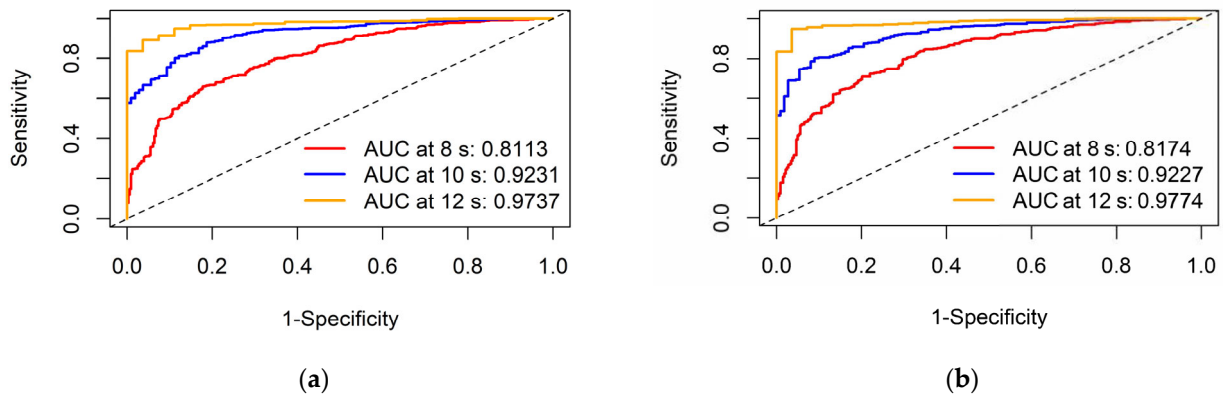 Sensitivity
0.8
0.4
0.0
AUC at 8 s: 0.8113
AUC at 10 s: 0.9231
AUC at 12 s: 0.9737
0.0 0.2 0.4 0.6 0.8 1.0
1-Specificity
(a)
Sensitivity
0.8
0.4
0.0
AUC at 8 s: 0.8174
AUC at 10 s: 0.9227
AUC at 12 s: 0.9774
0.0 0.2 0.4 0.6 0.8 1.0
1-Specificity
(b)